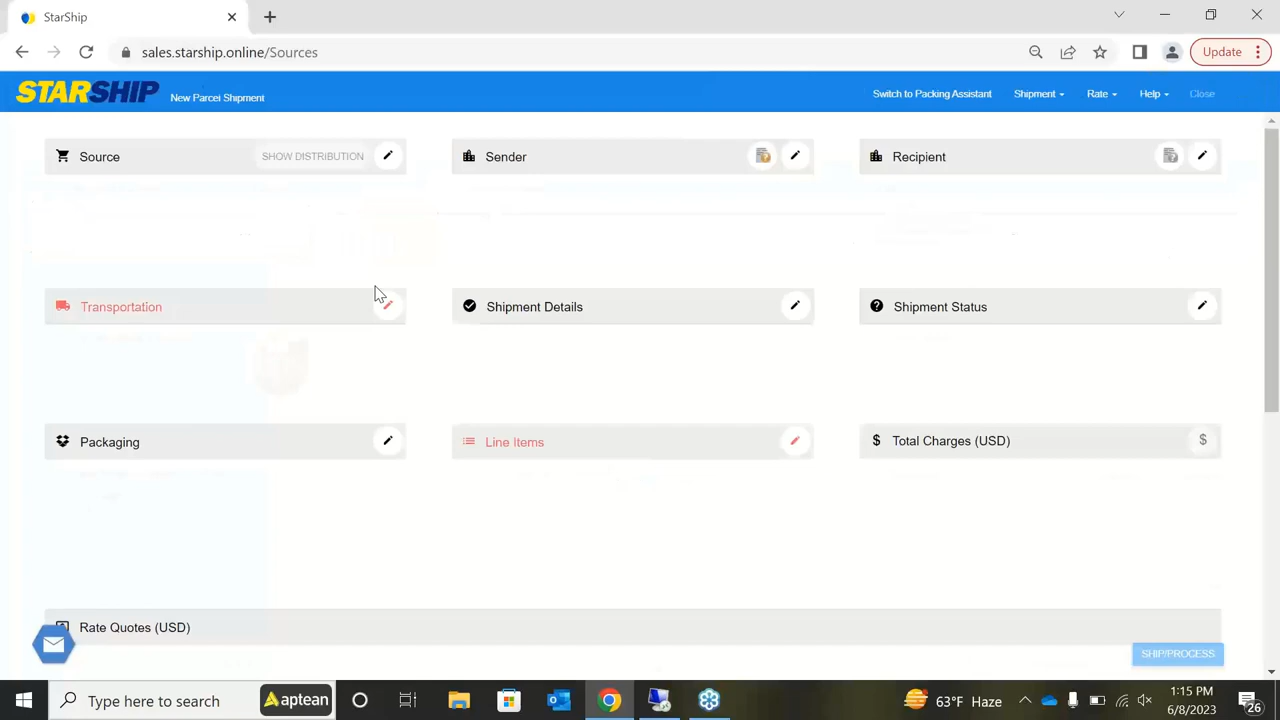 StarShip
sales.starship.online/Sources
Update
STARSHIP New Parcel Shipment
Switch to Packing Assistant Shipment Rate Help Close
Source SHOW DISTRIBUTION
Sender
Recipient
Transportation
Shipment Details
Shipment Status
Packaging
Line Items
$ Total Charges (USD) $
Rate Quotes (USD)
SHIP/PROCESS
Type here to search
aptean
63°F Haze
1:15 PM
6/8/2023
26